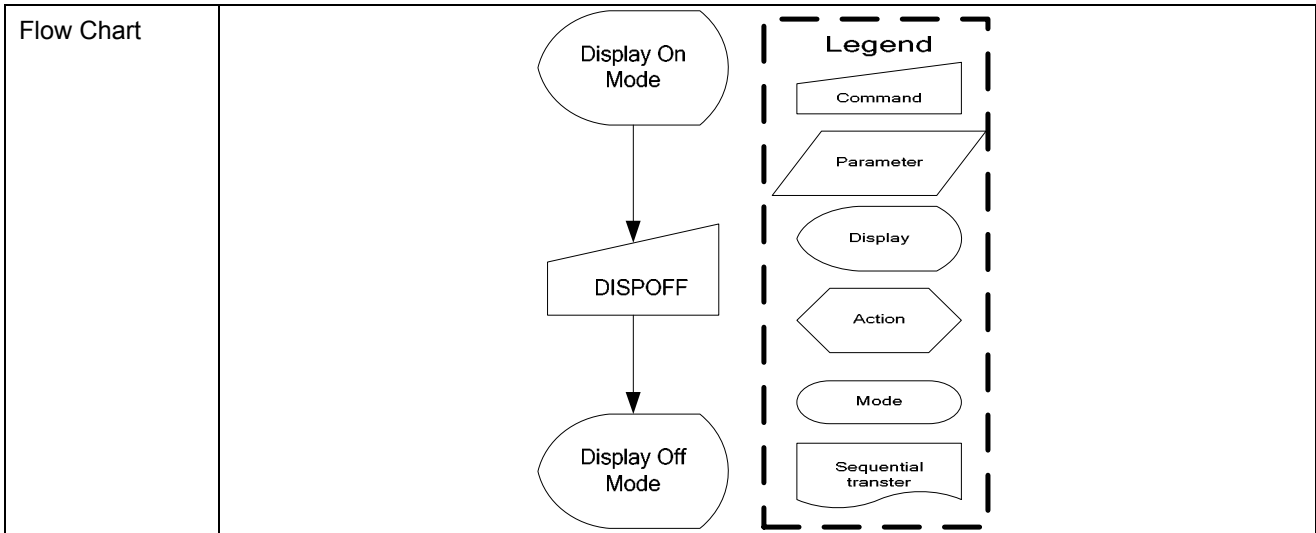 Flow Chart
Display On
Mode
DISPOFF
Display Off
Mode
Legend
Command
Parameter
Display
Action
Mode
Sequential
transter